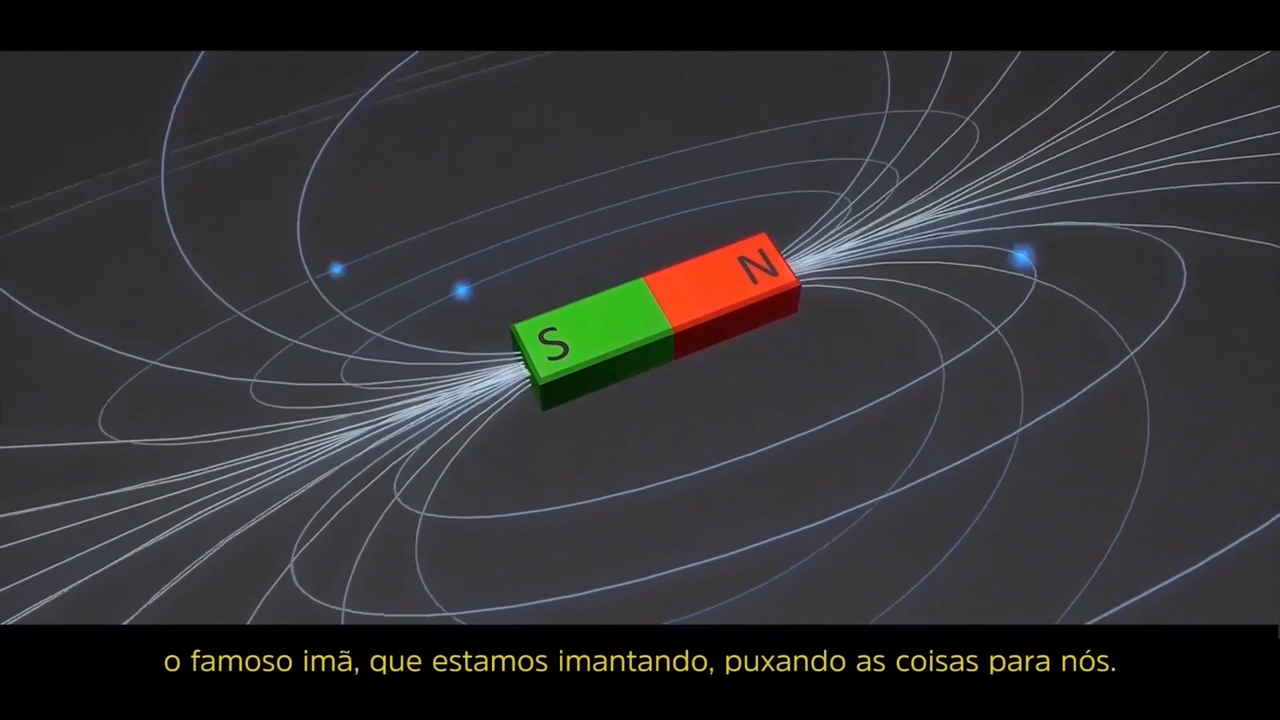 N
S
o famoso imã, que estamos imantando, puxando as coisas para nós.